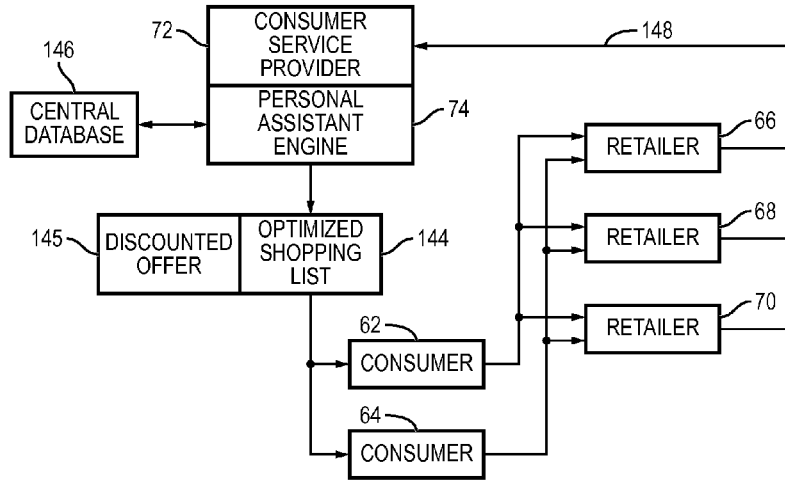 72
CONSUMER
SERVICE
PROVIDER
148
146
CENTRAL
DATABASE
PERSONAL
ASSISTANT
ENGINE
74
RETAILER
66
145
DISCOUNTED
OFFER
OPTIMIZED
SHOPPING
LIST
144
RETAILER
68
62
CONSUMER
RETAILER
70
64
CONSUMER